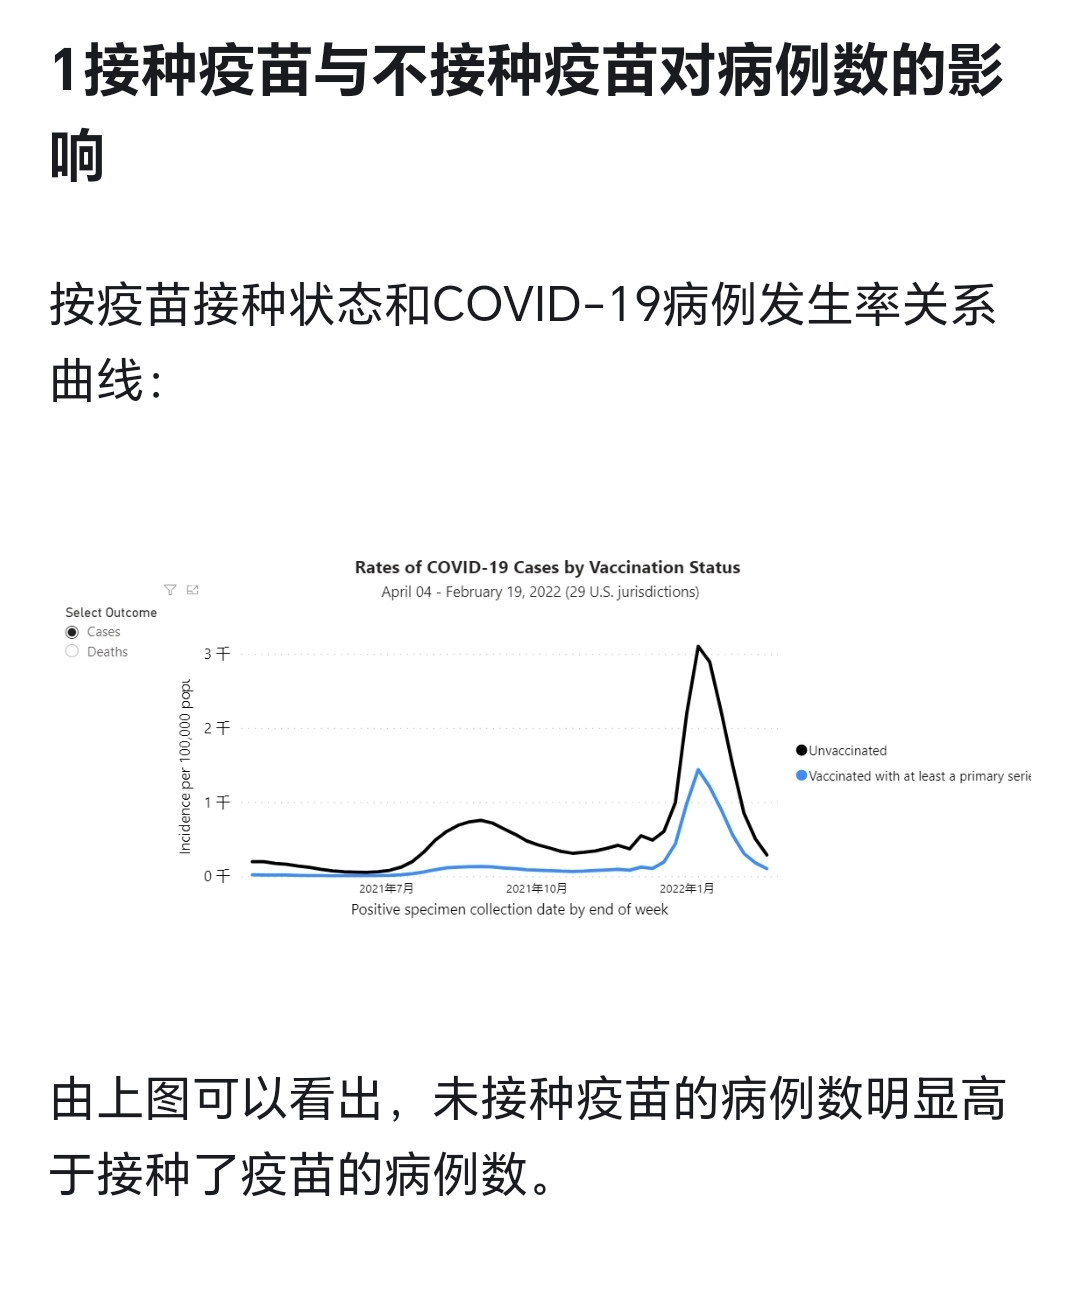 1接种疫苗与不接种疫苗对病例数的影
响
按疫苗接种状态和COVID-19病例发生率关系
曲线：
Rates of COVID-19 Cases by Vaccination Status
April 04 - February 19, 2022 (29 U.S. jurisdictions)
Select Outcome
Cases
Deaths
Incidence per 100,000
3 千
2 千
1 千
0 千
2021年7月
2021年10月
2022年1月
Positive specimen collection date by end of week
Unvaccinated
Vaccinated with at least a primary
由上图可以看出，未接种疫苗的病例数明显高
于接种了疫苗的病例数。